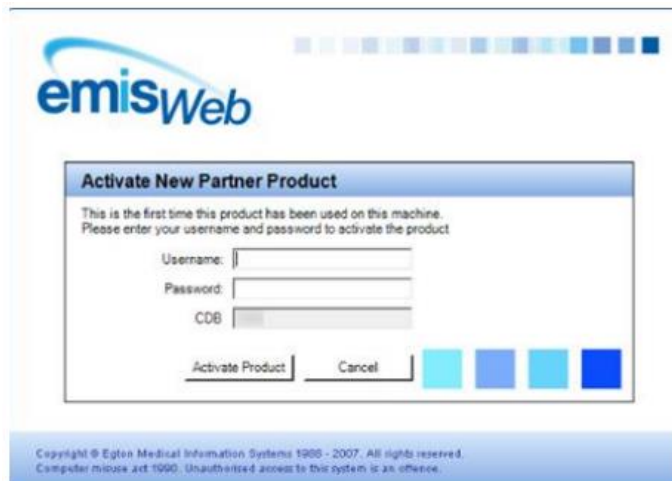 emisWeb
Activate New Partner Product
This is the first time this product has been used on this machine.
Please enter your username and password to activate the product
Username:
Password:
CDB
Activate Product Cancel
Copyright © Egton Medical Information Systems 1986 - 2007. All rights reserved.
Computer misuse act 1990. Unauthorised access to this system is an offence.